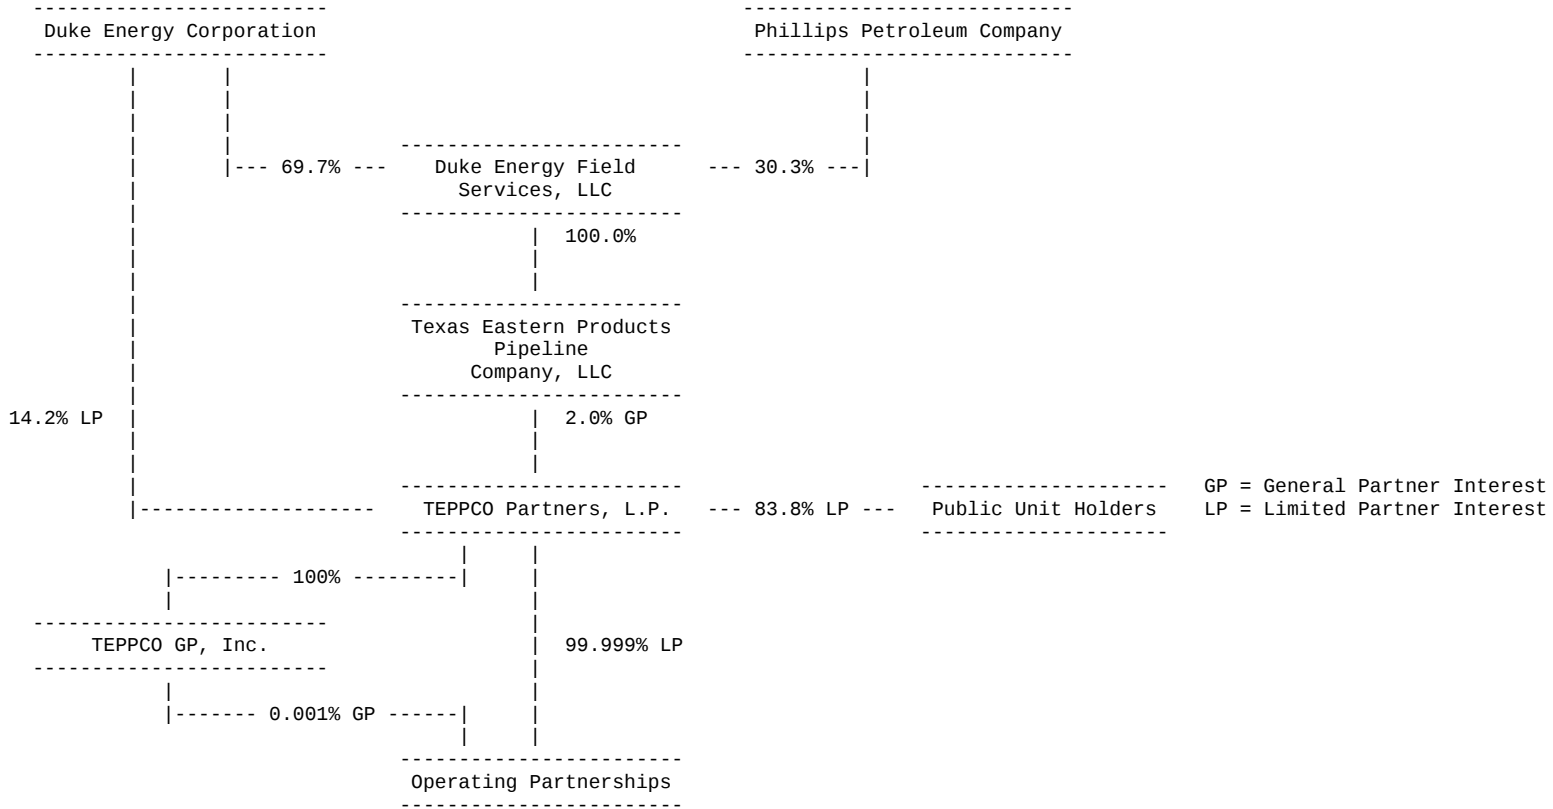 Duke Energy Corporation
Phillips Petroleum Company
--- 69.7% ---
Duke Energy Field
Services, LLC
--- 30.3% ---
100.0%
Texas Eastern Products
Pipeline
Company, LLC
14.2% LP
2.0% GP
TEPPCO Partners, L.P.
--- 83.8% LP ---
Public Unit Holders
GP = General Partner Interest
LP = Limited Partner Interest
--------- 100% ---------
TEPPCO GP, Inc.
99.999% LP
------- 0.001% GP ------
Operating Partnerships